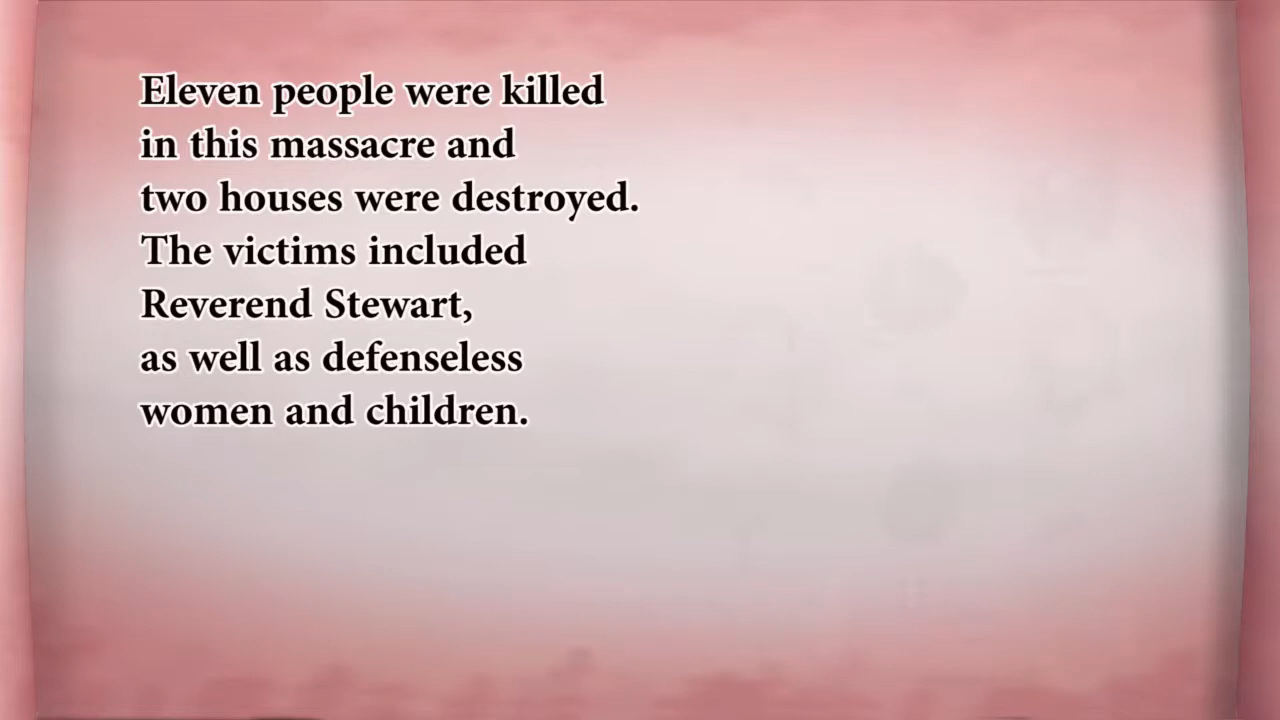 Eleven people were killed
in this massacre and
two houses were destroyed.
The victims included
Reverend Stewart,
as well as defenseless
women and children.